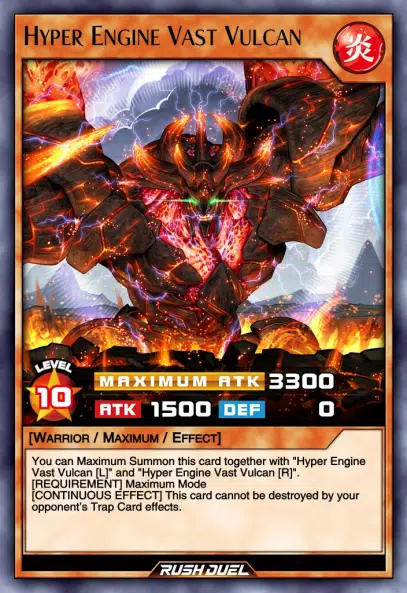 HYPER ENGINE VAST VULCAN
炎
LEVEL
10
MAXIMUM ATK 3300
ATK 1500 DEF 0
[WARRIOR / MAXIMUM / EFFECT]
You can Maximum Summon this card together with "Hyper Engine
Vast Vulcan [L]" and "Hyper Engine Vast Vulcan [R]".
[REQUIREMENT] Maximum Mode
[CONTINUOUS EFFECT] This card cannot be destroyed by your
opponent's Trap Card effects.
RUSH DUEL